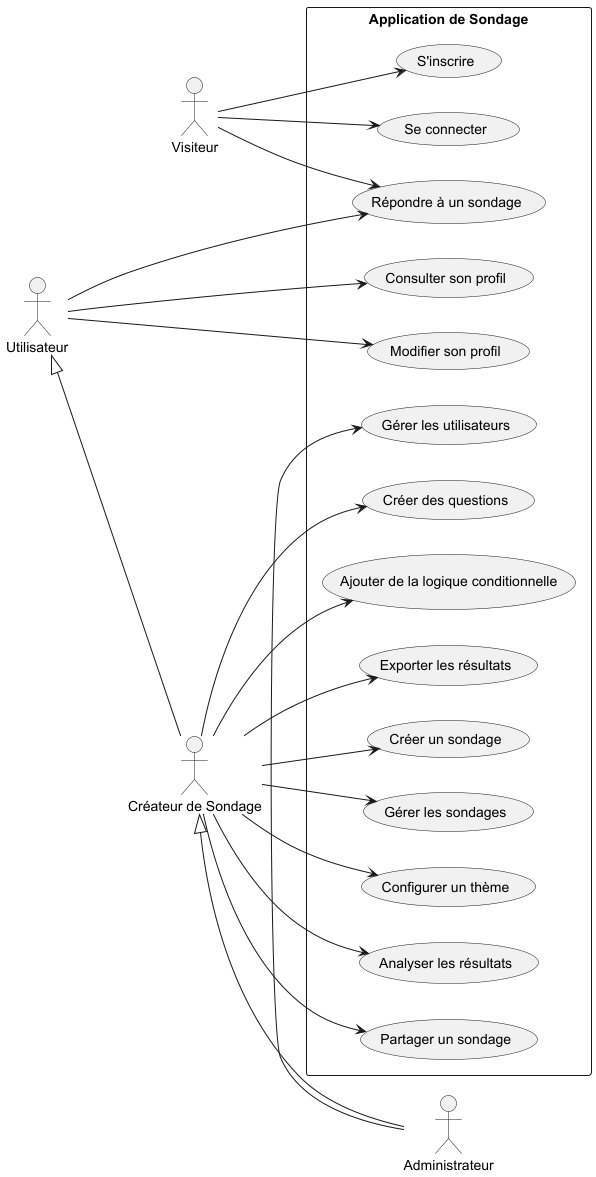 Application de Sondage
S'inscrire
Se connecter
Visiteur
Répondre à un sondage
Consulter son profil
Utilisateur
Modifier son profil
Gérer les utilisateurs
Créer des questions
Ajouter de la logique conditionnelle
Exporter les résultats
Créer un sondage
Créateur de Sondage
Gérer les sondages
Configurer un thème
Analyser les résultats
Partager un sondage
Administrateur